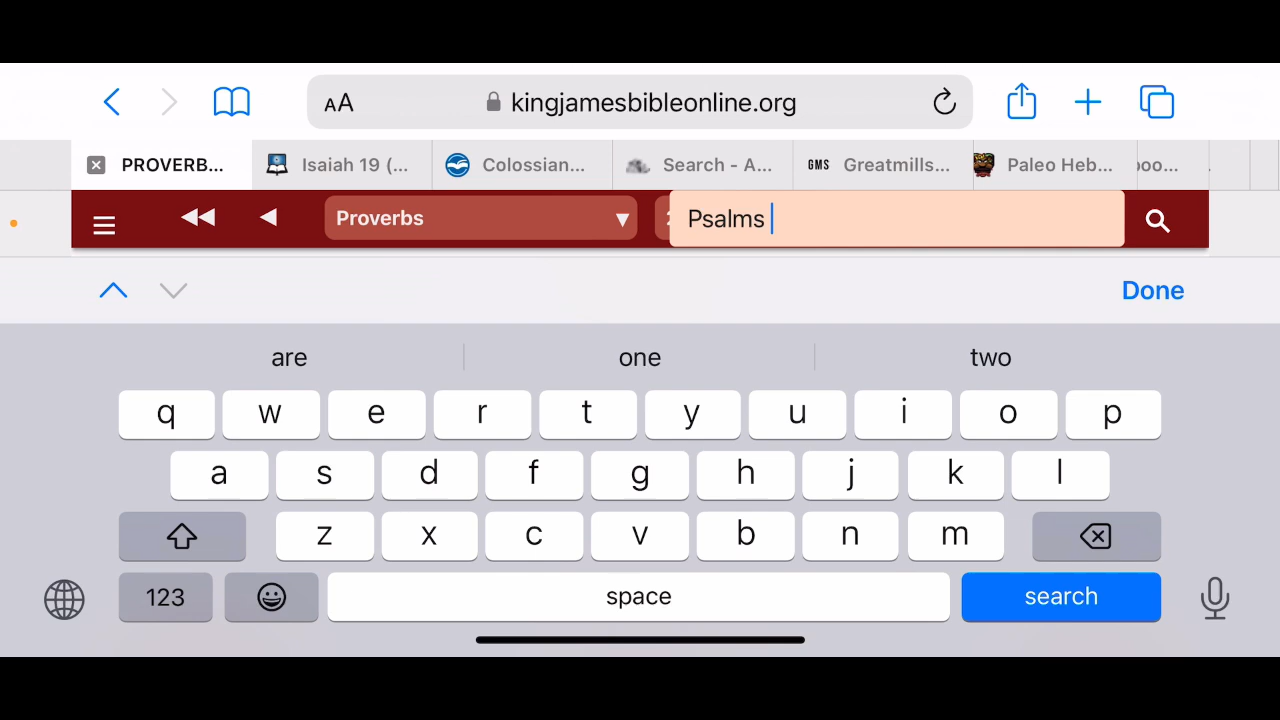 AA kingjamesbibleonline.org
PROVERB... Isaiah 19 (... Colossian... Search - A... GMS Greatmills... Paleo Heb...
Proverbs Psalms
Done
are one two
q w e r t y u i o p
a s d f g h j k l
z x c v b n m
123 space search